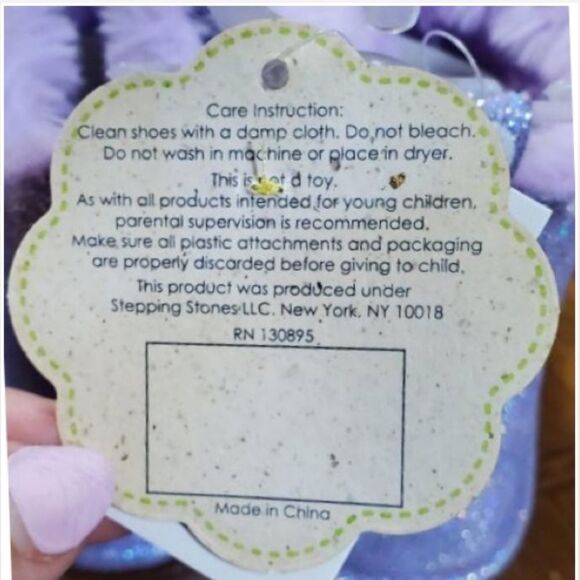 Care Instruction:
Clean shoes with a damp cloth. Do not bleach.
Do not wash in machine or place in dryer.
This is not a toy.
As with all products intended for young children,
parental supervision is recommended.
Make sure all plastic attachments and packaging
are properly discarded before giving to child.
This product was produced under
Stepping Stones LLC. New York, NY 10018
RN 130895
Made in China